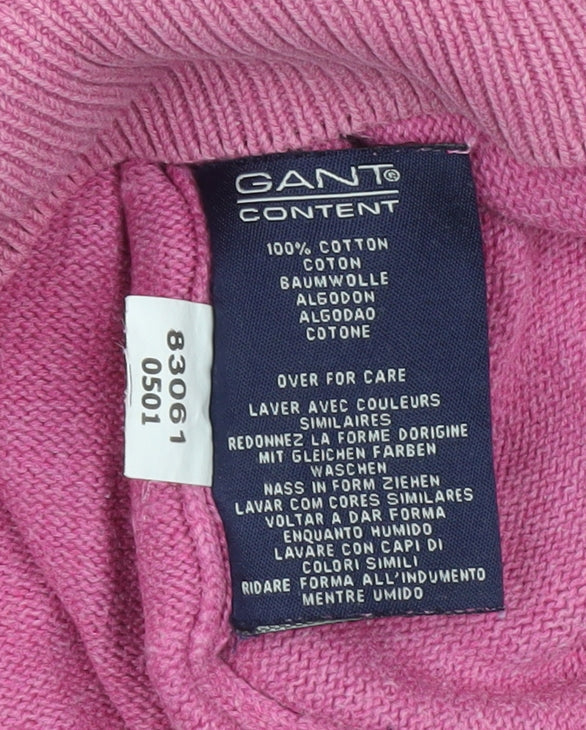 GANT
CONTENT
100% COTTON
COTON
BAUMWOLLE
ALGODON
ALGODAO
COTONE
OVER FOR CARE
LAVER AVEC COULEURS
SIMILAIRES
REDONNEZ LA FORME DORIGINE
MIT GLEICHEN FARBEN
WASCHEN
NASS IN FORM ZIEHEN
LAVAR COM CORES SIMILARES
VOLTAR A DAR FORMA
ENQUANTO HUMIDO
LAVARE CON CAPI DI
COLORI SIMILI
RIDARE FORMA ALL'INDUMENTO
MENTRE UMIDO
83061
0501